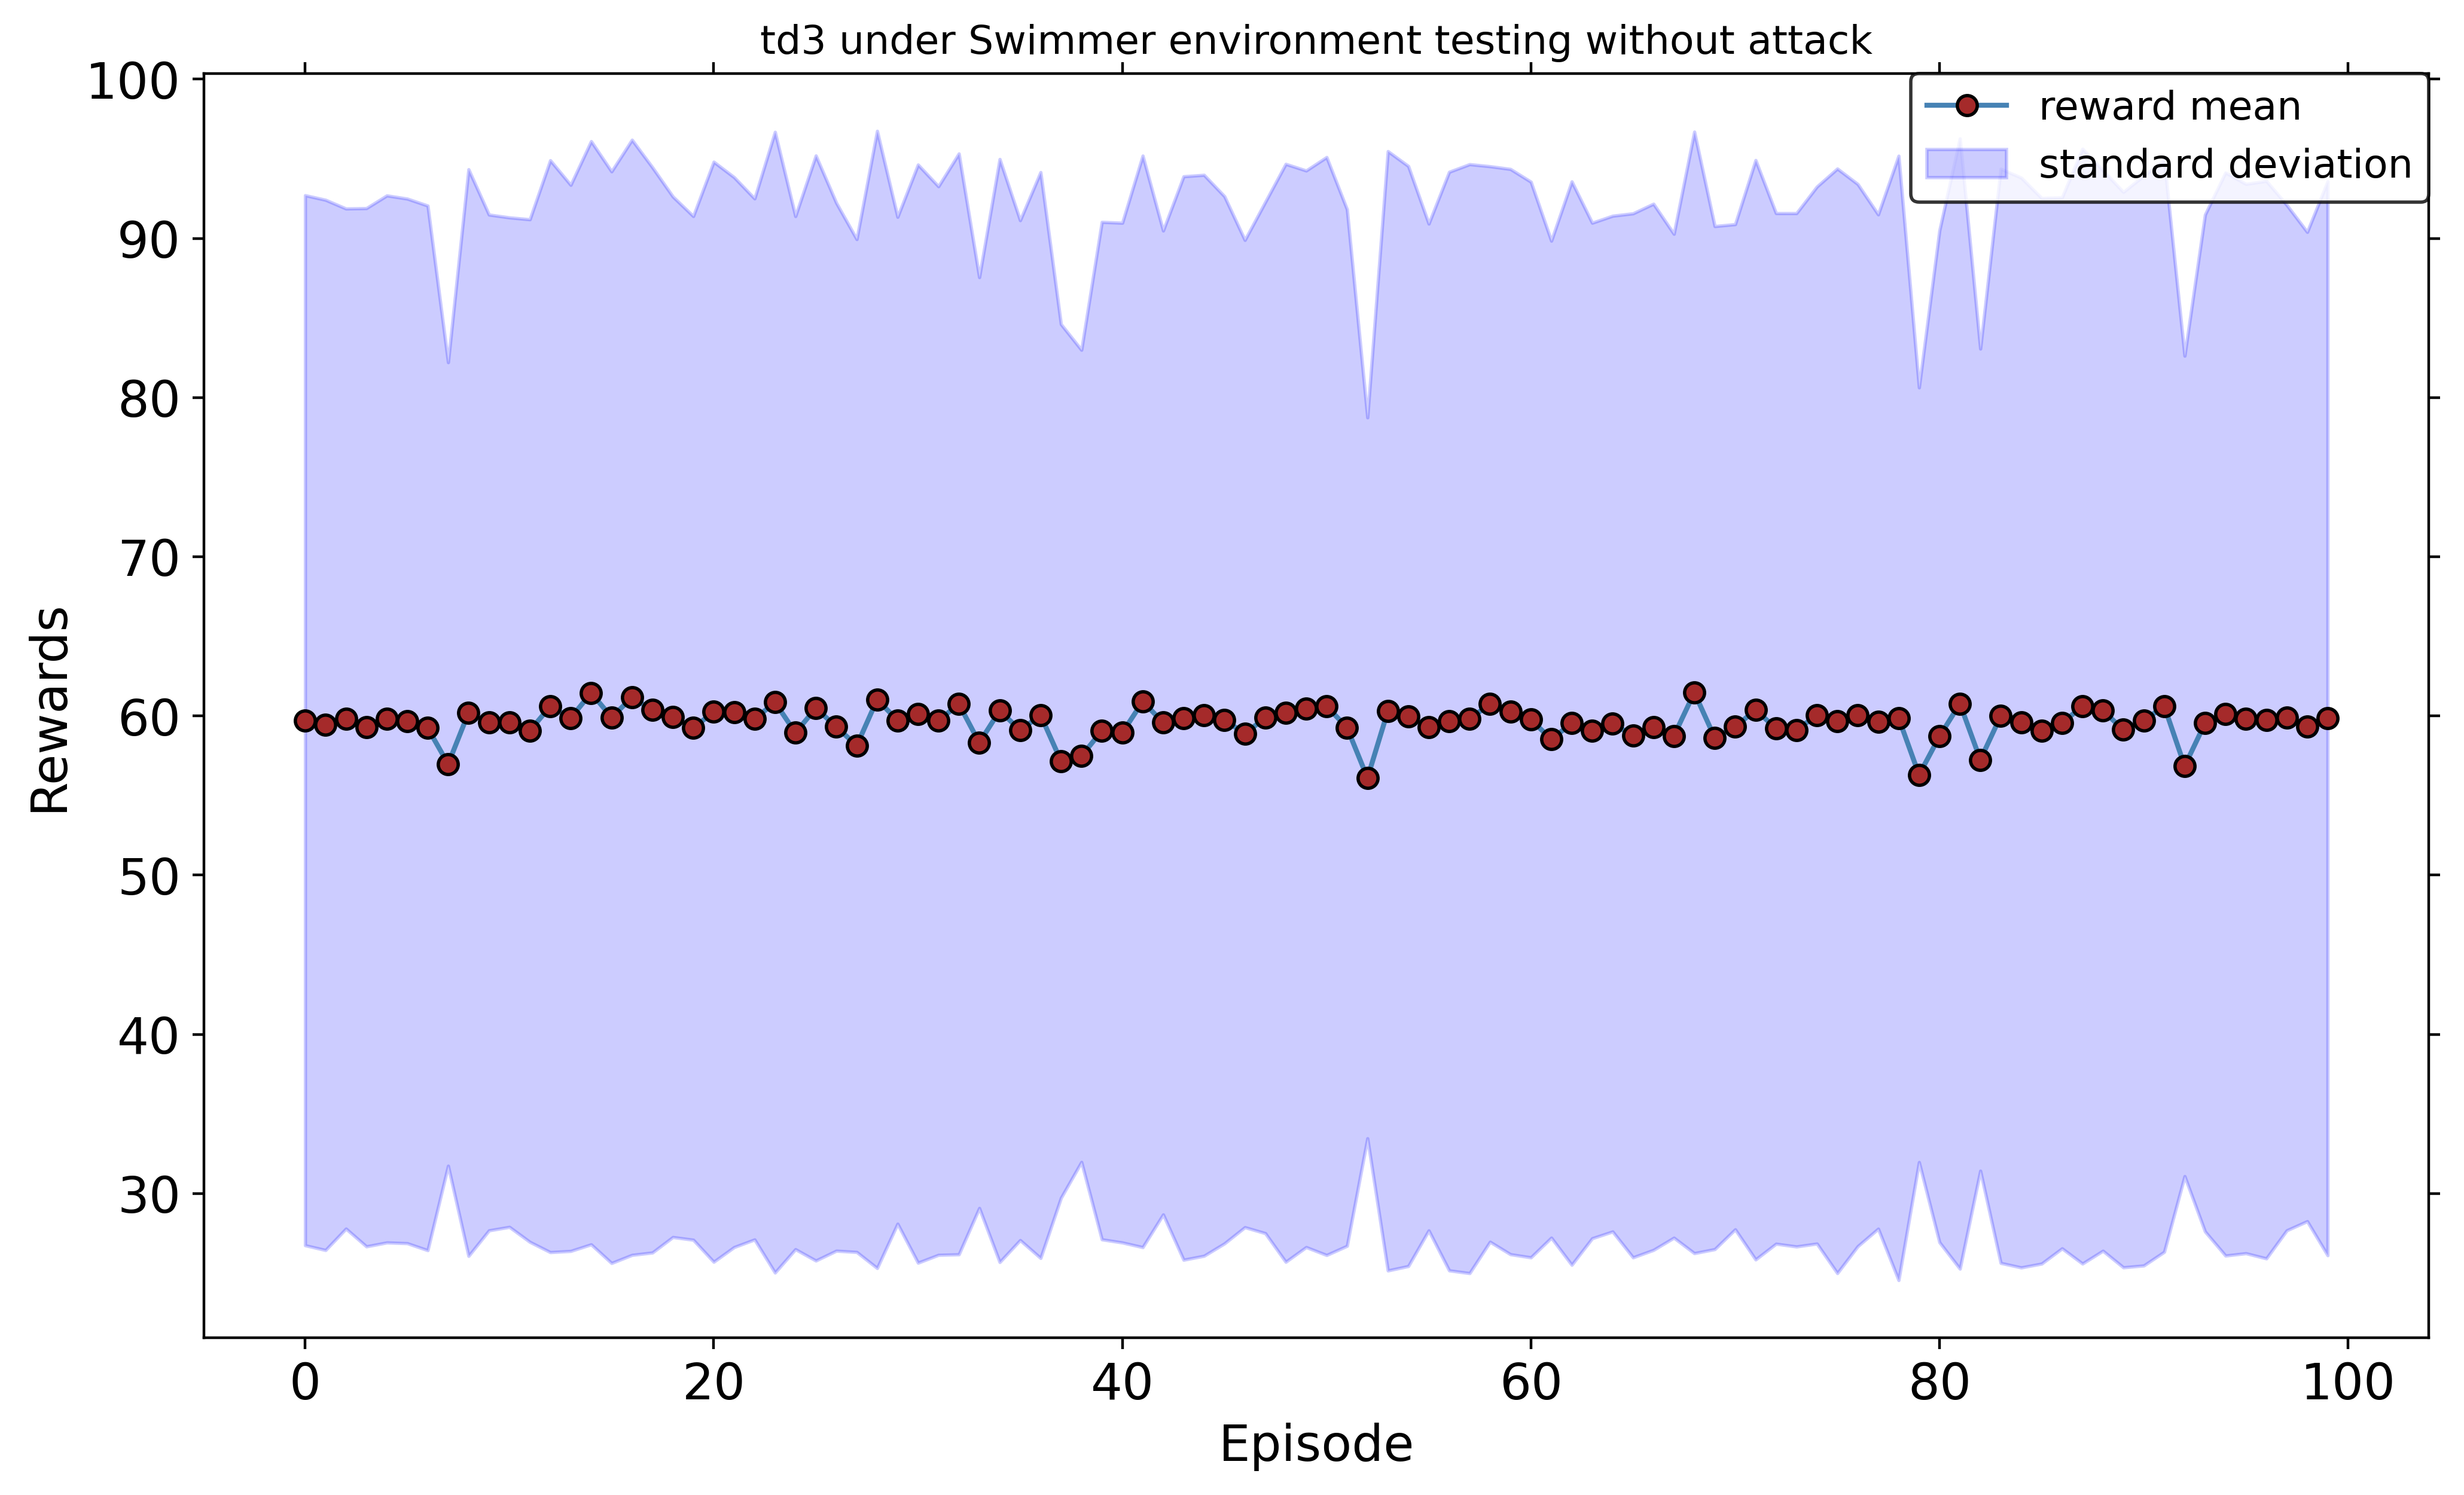 td3 under Swimmer environment testing without attack
reward mean
standard deviation
Rewards
100
90
80
70
60
50
40
30
0 20 40 60 80 100
Episode